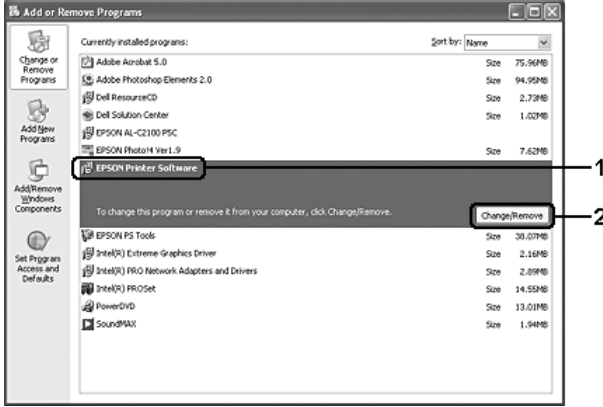 Add or Remove Programs
Change or
Remove
Programs
Add New
Programs
Add/Remove
Windows
Components
Set Program
Access and
Defaults
Currently installed programs: Sort by: Name
Adobe Acrobat 5.0 Size 75.96MB
Adobe Photoshop Elements 2.0 Size 94.95MB
Dell ResourceCD Size 2.73MB
Dell Solution Center Size 1.02MB
EPSON AL-C2100 PSC
EPSON Photo!4 Ver1.9 Size 7.62MB
EPSON Printer Software 1
To change this program or remove it from your computer, click Change/Remove. Change/Remove 2
EPSON PS Tools Size 38.07MB
Intel(R) Extreme Graphics Driver Size 2.16MB
Intel(R) PRO Network Adapters and Drivers Size 2.89MB
Intel(R) PROSet Size 14.55MB
PowerDVD Size 13.01MB
SoundMAX Size 1.94MB